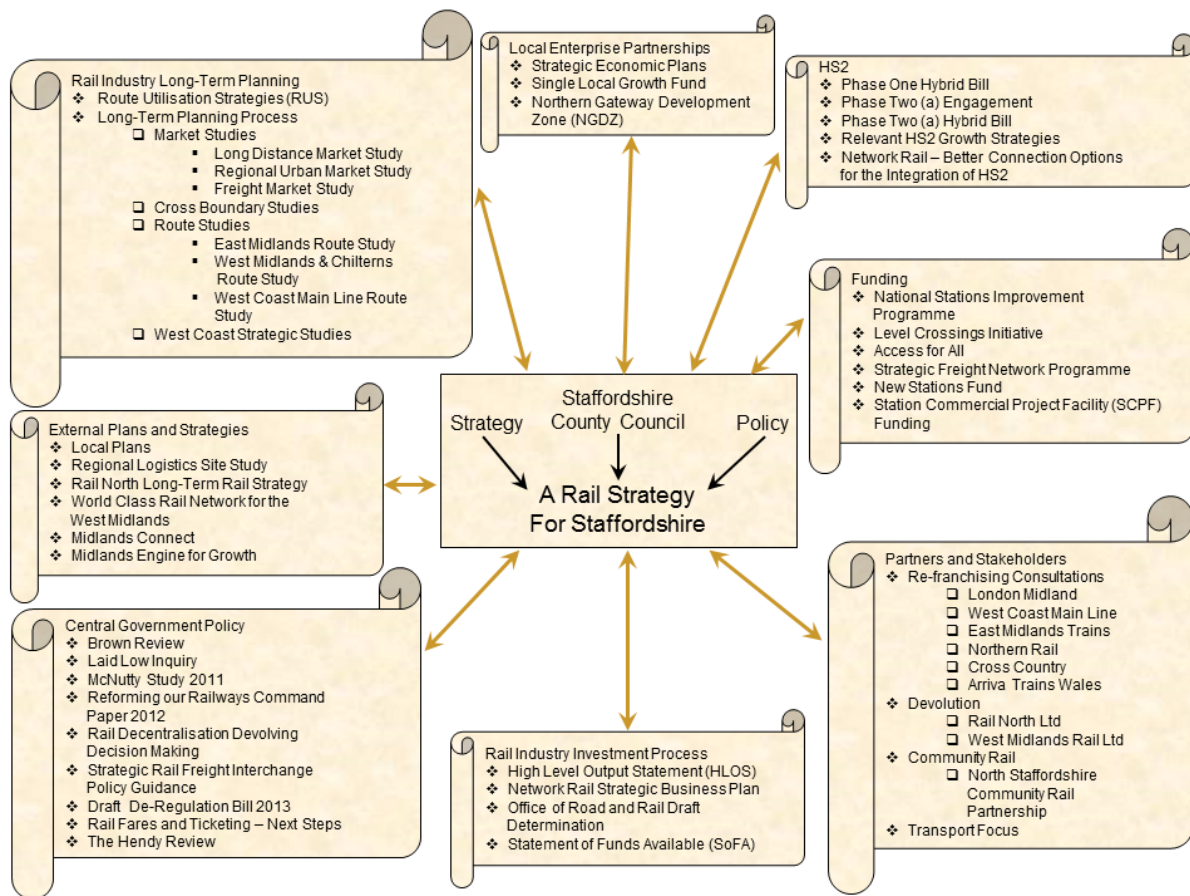 Rail Industry Long-Term Planning
❖ Route Utilisation Strategies (RUS)
❖ Long-Term Planning Process
❑ Market Studies
▪ Long Distance Market Study
▪ Regional Urban Market Study
▪ Freight Market Study
❑ Cross Boundary Studies
❑ Route Studies
▪ East Midlands Route Study
▪ West Midlands & Chilterns
Route Study
▪ West Coast Main Line Route
Study
❑ West Coast Strategic Studies
Local Enterprise Partnerships
❖ Strategic Economic Plans
❖ Single Local Growth Fund
❖ Northern Gateway Development
Zone (NGDZ)
HS2
❖ Phase One Hybrid Bill
❖ Phase Two (a) Engagement
❖ Phase Two (a) Hybrid Bill
❖ Relevant HS2 Growth Strategies
❖ Network Rail – Better Connection Options
for the Integration of HS2
Funding
❖ National Stations Improvement
Programme
❖ Level Crossings Initiative
❖ Access for All
❖ Strategic Freight Network Programme
❖ New Stations Fund
❖ Station Commercial Project Facility (SCPF)
Funding
Strategy
Staffordshire
County Council
Policy
A Rail Strategy
For Staffordshire
External Plans and Strategies
❖ Local Plans
❖ Regional Logistics Site Study
❖ Rail North Long-Term Rail Strategy
❖ World Class Rail Network for the
West Midlands
❖ Midlands Connect
❖ Midlands Engine for Growth
Central Government Policy
❖ Brown Review
❖ Laid Low Inquiry
❖ McNutty Study 2011
❖ Reforming our Railways Command
Paper 2012
❖ Rail Decentralisation Devolving
Decision Making
❖ Strategic Rail Freight Interchange
Policy Guidance
❖ Draft De-Regulation Bill 2013
❖ Rail Fares and Ticketing – Next Steps
❖ The Hendy Review
Rail Industry Investment Process
❖ High Level Output Statement (HLOS)
❖ Network Rail Strategic Business Plan
❖ Office of Road and Rail Draft
Determination
❖ Statement of Funds Available (SoFA)
Partners and Stakeholders
❖ Re-franchising Consultations
❑ London Midland
❑ West Coast Main Line
❑ East Midlands Trains
❑ Northern Rail
❑ Cross Country
❑ Arriva Trains Wales
❖ Devolution
❑ Rail North Ltd
❑ West Midlands Rail Ltd
❖ Community Rail
❑ North Staffordshire
Community Rail
Partnership
❖ Transport Focus